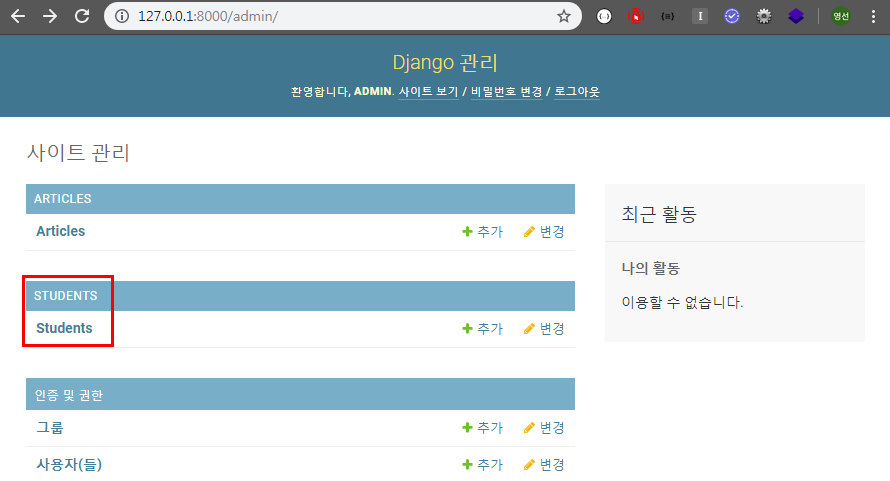 127.0.0.1:8000/admin/
영선
Django 관리
환영합니다, ADMIN. 사이트 보기 / 비밀번호 변경 / 로그아웃
사이트 관리
ARTICLES
Articles 추가 변경
STUDENTS
Students 추가 변경
인증 및 권한
그룹 추가 변경
사용자(들) 추가 변경
최근 활동
나의 활동
이용할 수 없습니다.